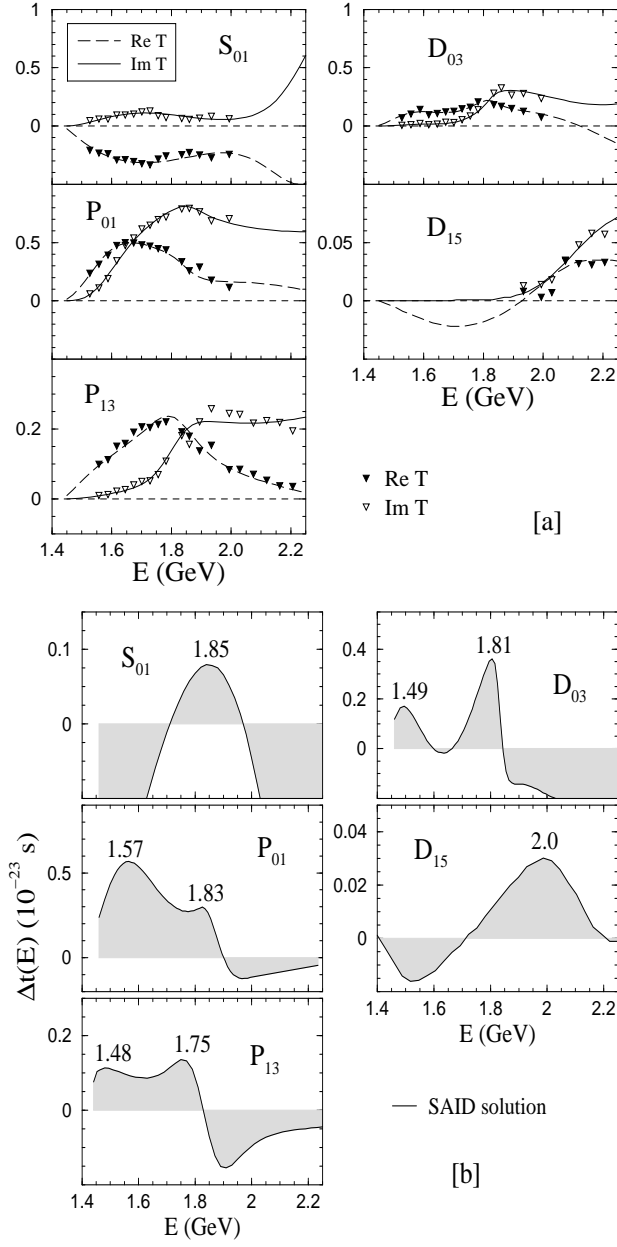 1
0.5
0
S01
Re T
Im T
D03
P01
0.5
0
D15
0.05
0
P13
0.2
0
1.4 1.6 1.8 2.0 2.2
E (GeV)
1.4 1.6 1.8 2.0 2.2
E (GeV)
Re T
Im T
[a]
0.1
0
S01
1.85
0.4
0.2
0
1.49
1.81
D03
0.5
0
1.57
1.83
P01
0.04
0.02
0
D15
2.0
Δt(E) (10⁻²³ s)
0.2
0
1.48
1.75
P13
1.4 1.6 1.8 2 2.2
E (GeV)
1.4 1.6 1.8 2 2.2
E (GeV)
SAID solution
[b]